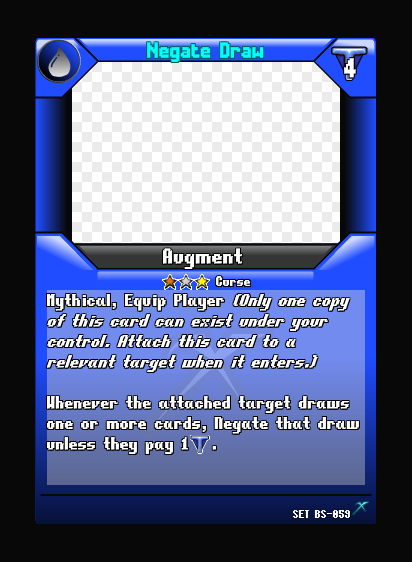 Negate Draw
4
Augment
Curse
Mythical, Equip Player (Only one copy
of this card can exist under your
control. Attach this card to a
relevant target when it enters.)
Whenever the attached target draws
one or more cards, Negate that draw
unless they pay 1.
SET BS-059